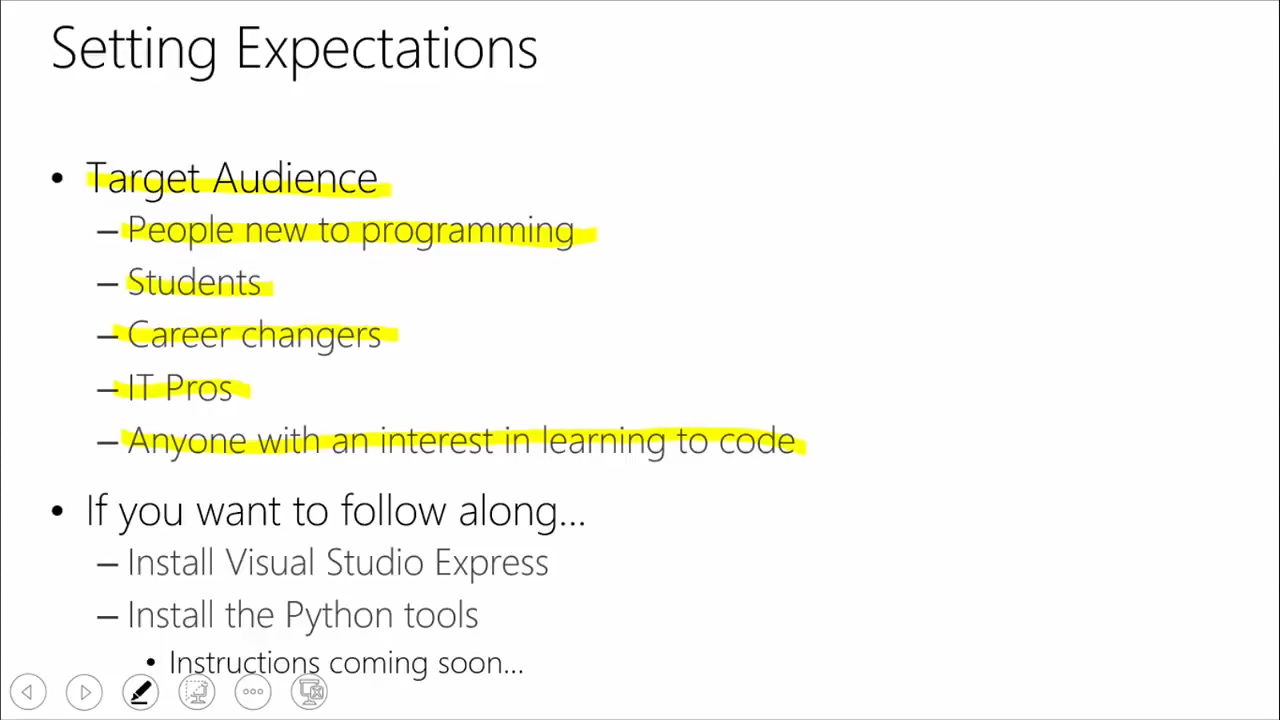 Setting Expectations
• Target Audience
– People new to programming
– Students
– Career changers
– IT Pros
– Anyone with an interest in learning to code
• If you want to follow along...
– Install Visual Studio Express
– Install the Python tools
• Instructions coming soon...